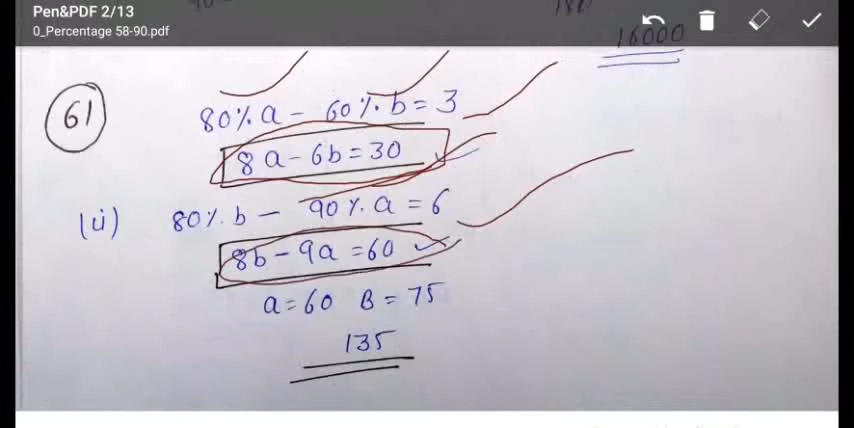 Pen&PDF 2/13
0_Percentage 58-90.pdf
16000
61
80%.a - 60%.b = 3
8a - 6b = 30
(ii) 80%.b - 90%.a = 6
8b - 9a = 60
a = 60 B = 75
135